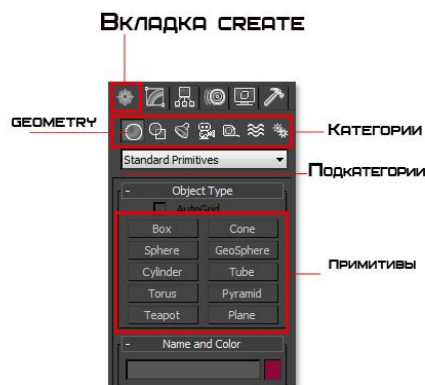 Вкладка create
geometry
Категории
Standard Primitives
Подкатегории
- Object Type
AutoGrid
Box Cone
Sphere GeoSphere
Cylinder Tube
Примитивы
Torus Pyramid
Teapot Plane
- Name and Color